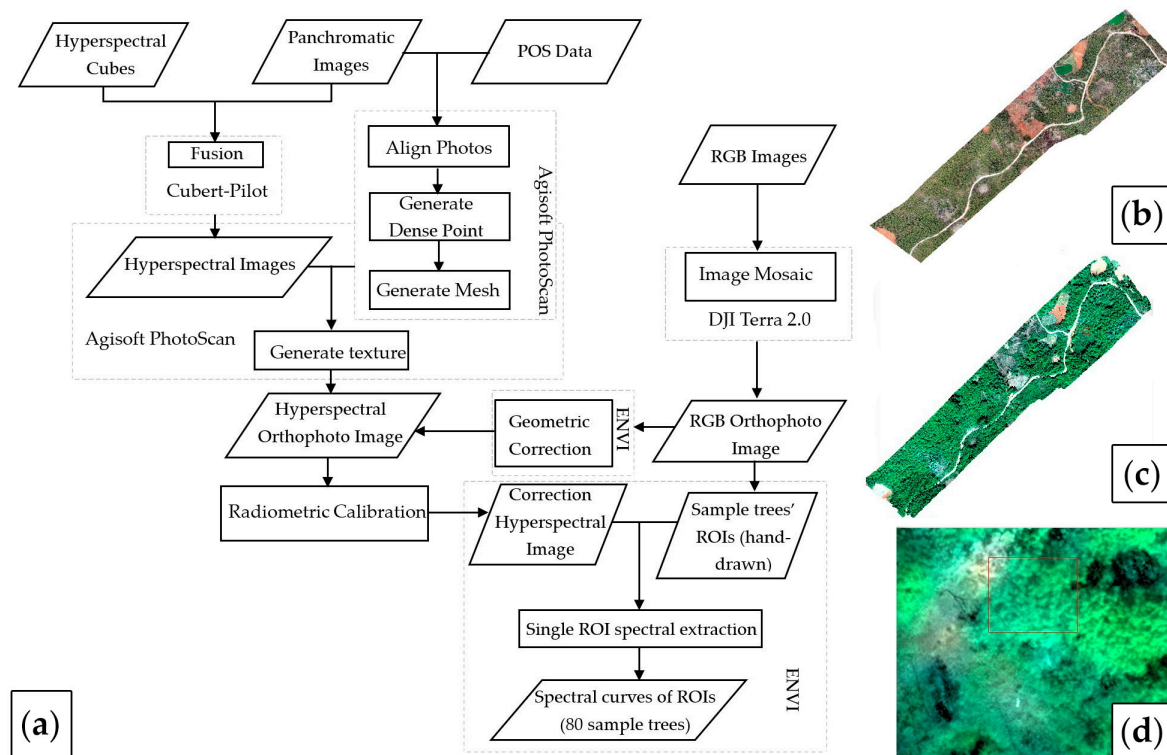 Hyperspectral
Cubes
Panchromatic
Images
POS Data
Fusion
Cubert-Pilot
Align Photos
Generate
Dense Point
Generate Mesh
Agisoft PhotoScan
RGB Images
Image Mosaic
DJI Terra 2.0
Hyperspectral Images
Agisoft PhotoScan
Generate texture
Hyperspectral
Orthophoto Image
Geometric
Correction
ENVI
RGB Orthophoto
Image
Radiometric Calibration
Correction
Hyperspectral
Image
Sample trees'
ROIs (hand-
drawn)
Single ROI spectral extraction
Spectral curves of ROIs
(80 sample trees)
ENVI
(a)
(b)
(c)
(d)